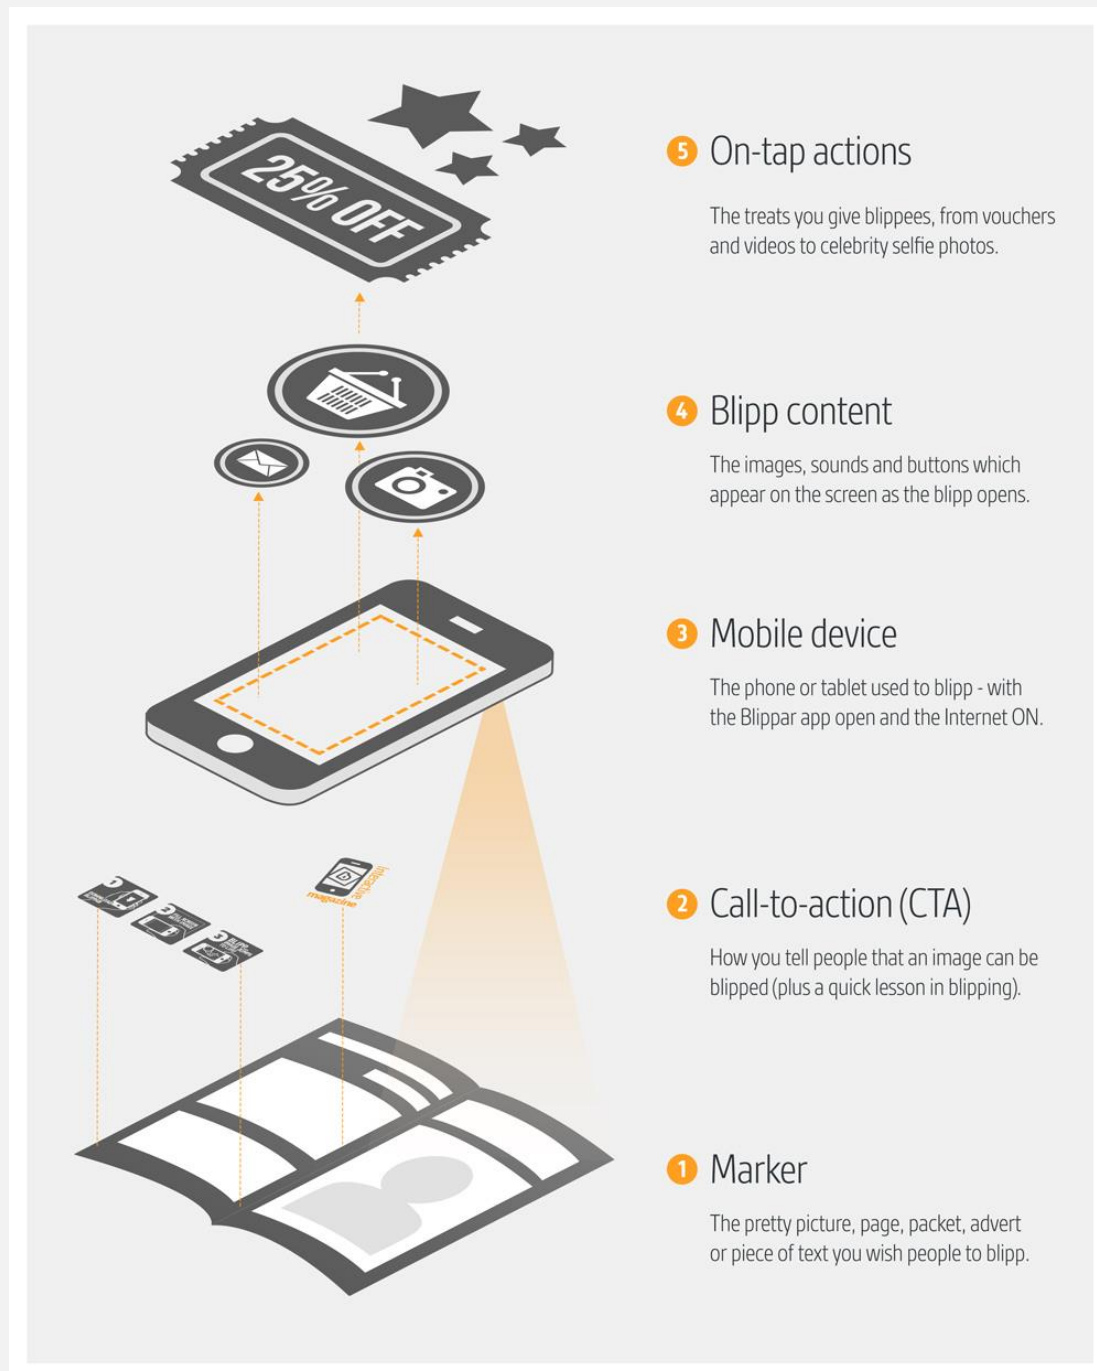 25% OFF
5 On-tap actions
The treats you give blippees, from vouchers
and videos to celebrity selfie photos.
4 Blipp content
The images, sounds and buttons which
appear on the screen as the blipp opens.
3 Mobile device
The phone or tablet used to blipp - with
the Blippar app open and the Internet ON.
interactive
magazine
1
2
3
2 Call-to-action (CTA)
How you tell people that an image can be
blipped (plus a quick lesson in blipping).
1 Marker
The pretty picture, page, packet, advert
or piece of text you wish people to blipp.